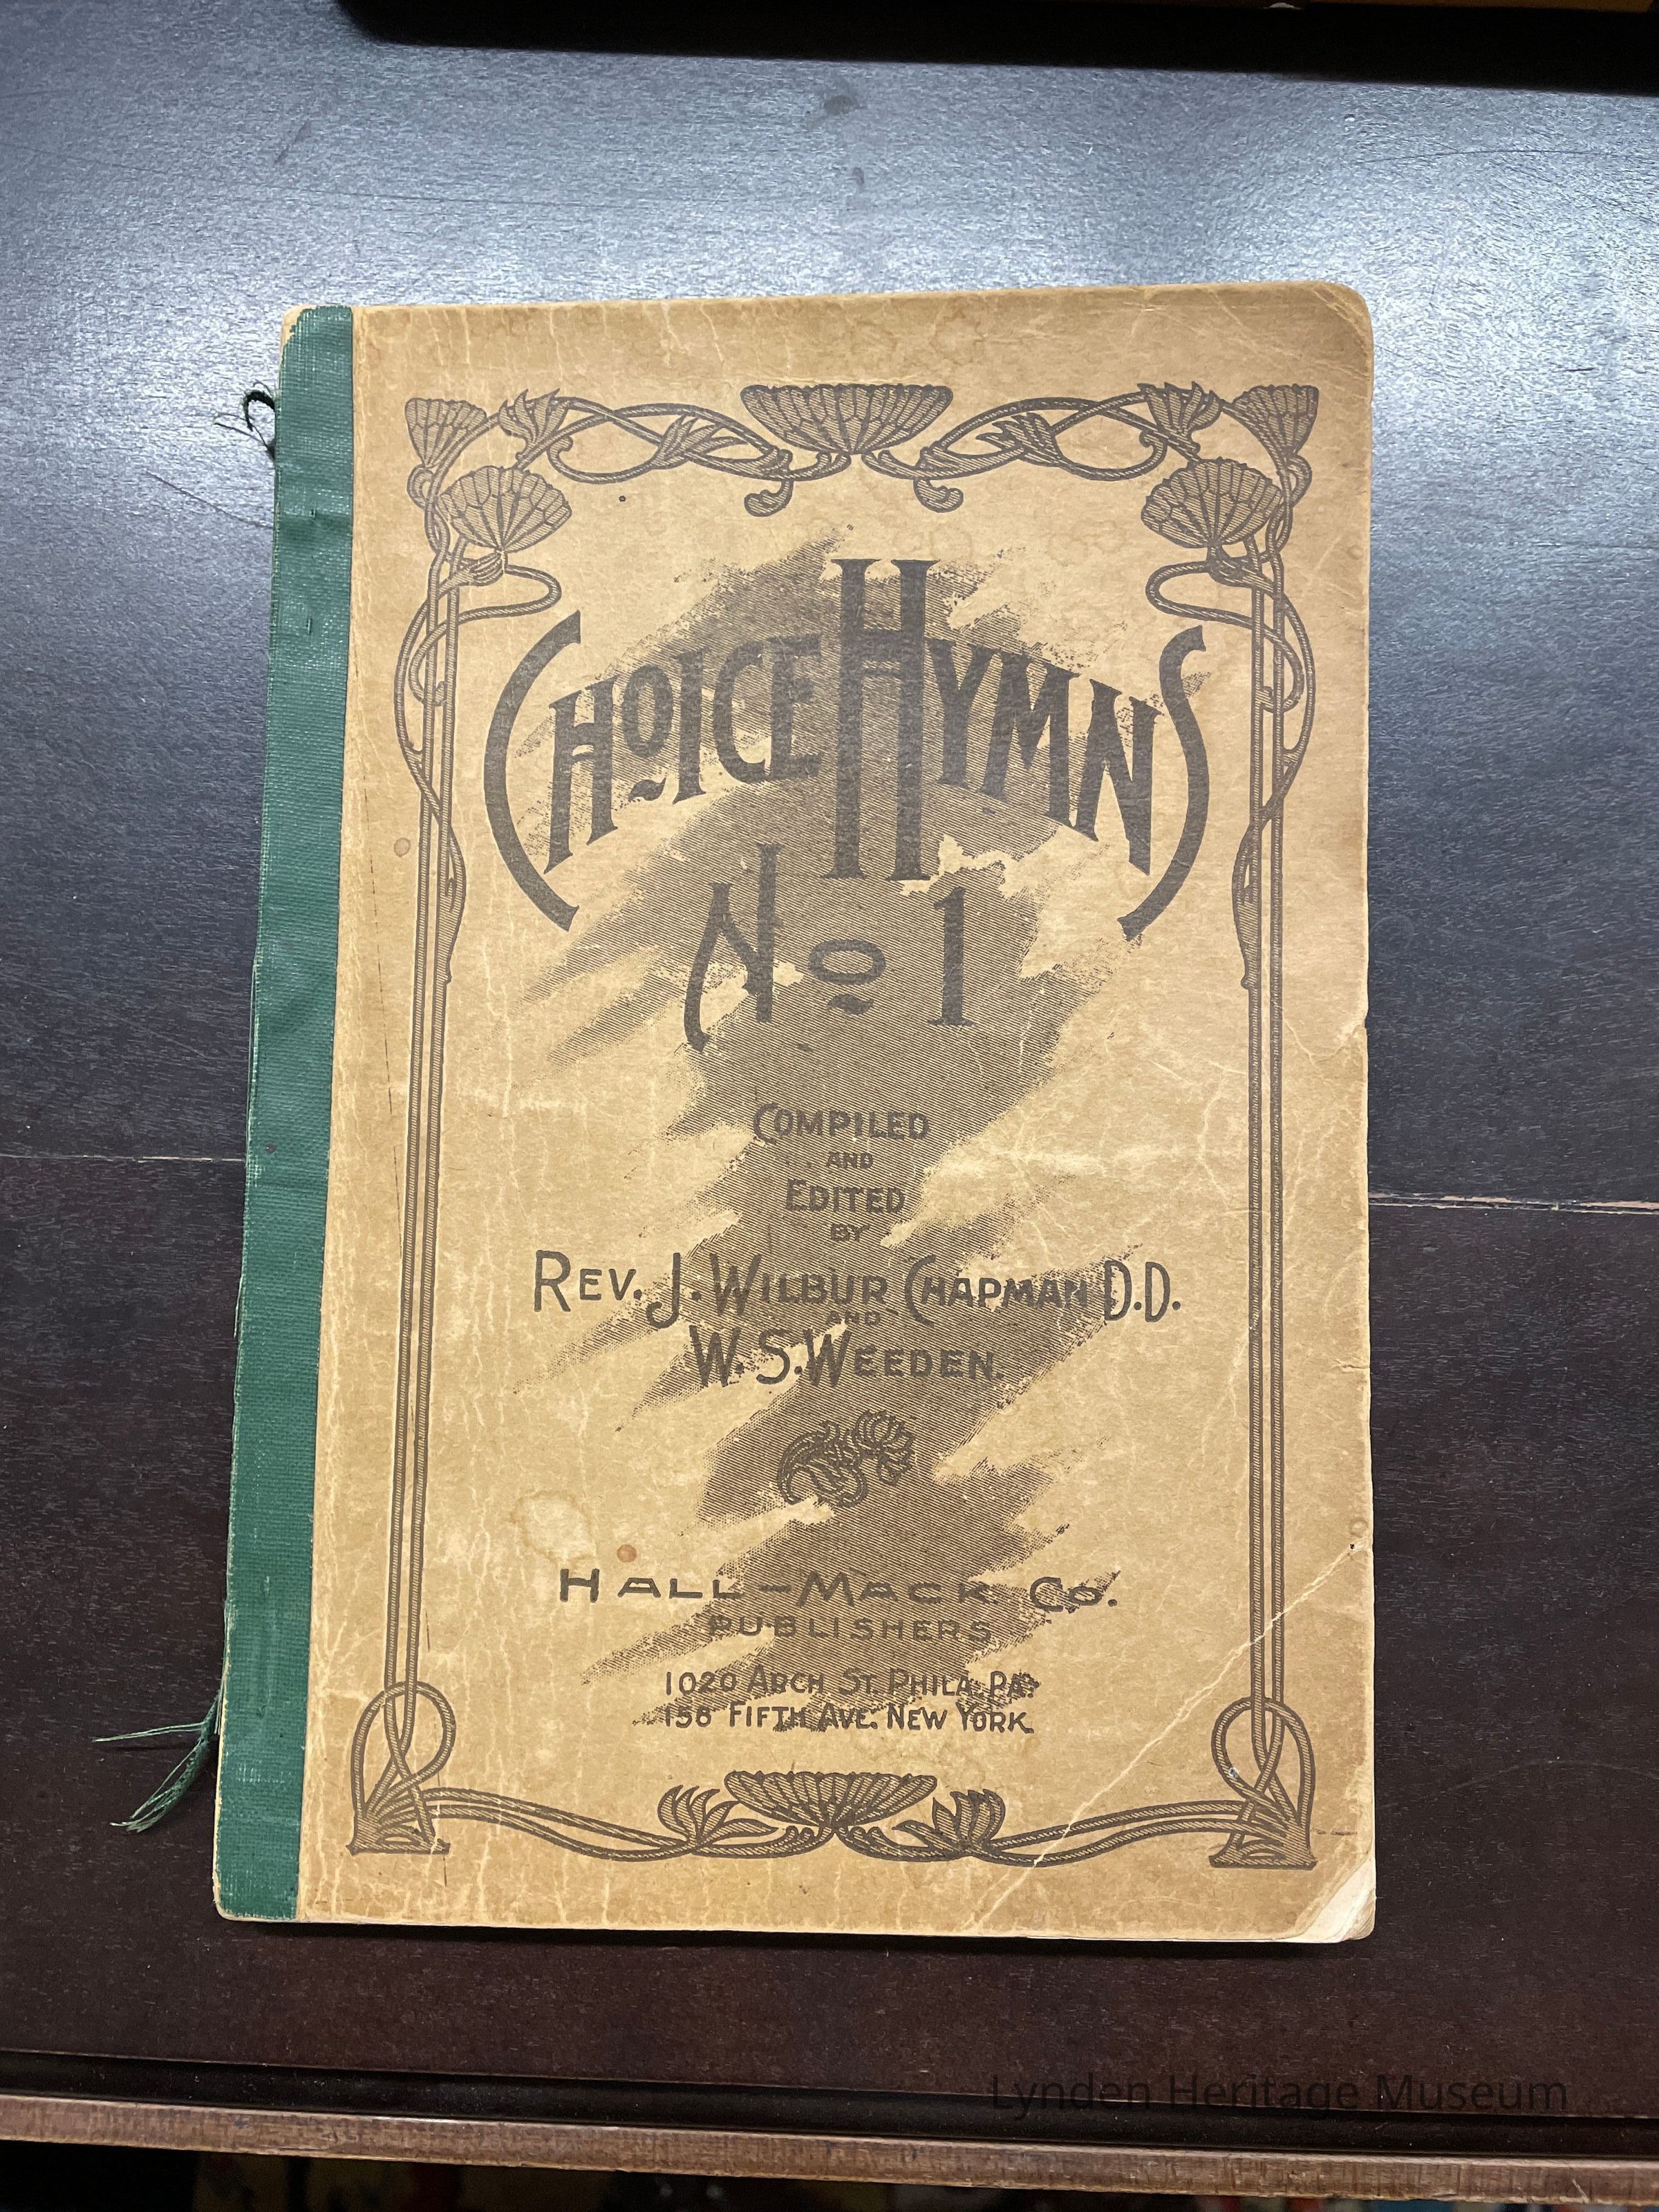 CHOICE HYMNS
No 1
COMPILED
AND
EDITED
BY
REV. J. WILBUR CHAPMAN D.D.
AND
W. S. WEEDEN.
HALL-MACK. CO.
PUBLISHERS
1020 ARCH ST. PHILA. PA.
156 FIFTH AVE. NEW YORK.
Lynden Heritage Museum